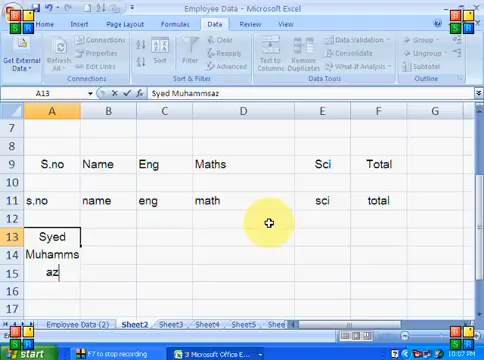 Employee Data - Microsoft Excel
Home Insert Page Layout Formulas Data Review View
Get External Data
Refresh All
Connections
Properties
Edit Links
Connections
Sort
Filter
Clear
Reapply
Advanced
Sort & Filter
Text to Columns
Remove Duplicates
Data Validation
Consolidate
What-If Analysis
Data Tools
Group
Ungroup
Subtotal
Outline
A13 fx Syed Muhammsaz
A B C D E F G
7
8
9 S.no Name Eng Maths Sci Total
10
11 s.no name eng math sci total
12
13 Syed
14 Muhamms
15 az
16
17
Employee Data (2) Sheet2 Sheet3 Sheet4 Sheet5 Shee
start F7 to stop recording 3 Microsoft Office E... 10:07 PM